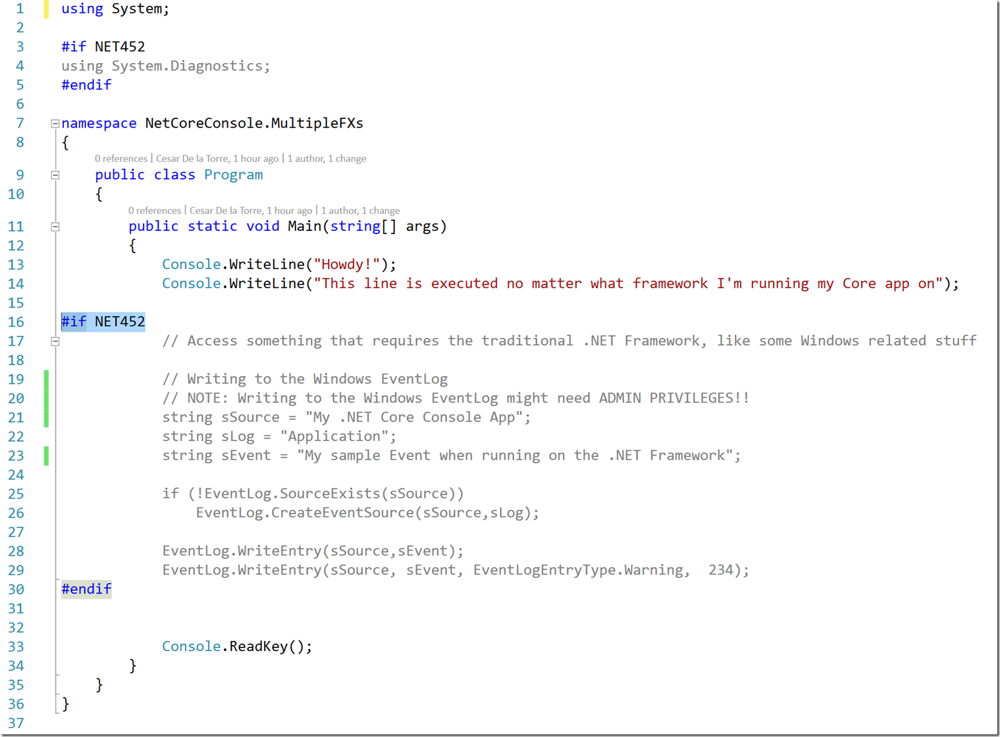 1 using System;
2
3 #if NET452
4 using System.Diagnostics;
5 #endif
6
7 namespace NetCoreConsole.MultipleFXs
8 {
0 references | Cesar De la Torre, 1 hour ago | 1 author, 1 change
9 public class Program
10 {
0 references | Cesar De la Torre, 1 hour ago | 1 author, 1 change
11 public static void Main(string[] args)
12 {
13 Console.WriteLine("Howdy!");
14 Console.WriteLine("This line is executed no matter what framework I'm running my Core app on");
15
16 #if NET452
17 // Access something that requires the traditional .NET Framework, like some Windows related stuff
18
19 // Writing to the Windows EventLog
20 // NOTE: Writing to the Windows EventLog might need ADMIN PRIVILEGES!!
21 string sSource = "My .NET Core Console App";
22 string sLog = "Application";
23 string sEvent = "My sample Event when running on the .NET Framework";
24
25 if (!EventLog.SourceExists(sSource))
26 EventLog.CreateEventSource(sSource,sLog);
27
28 EventLog.WriteEntry(sSource,sEvent);
29 EventLog.WriteEntry(sSource, sEvent, EventLogEntryType.Warning,  234);
30 #endif
31
32
33 Console.ReadKey();
34 }
35 }
36 }
37